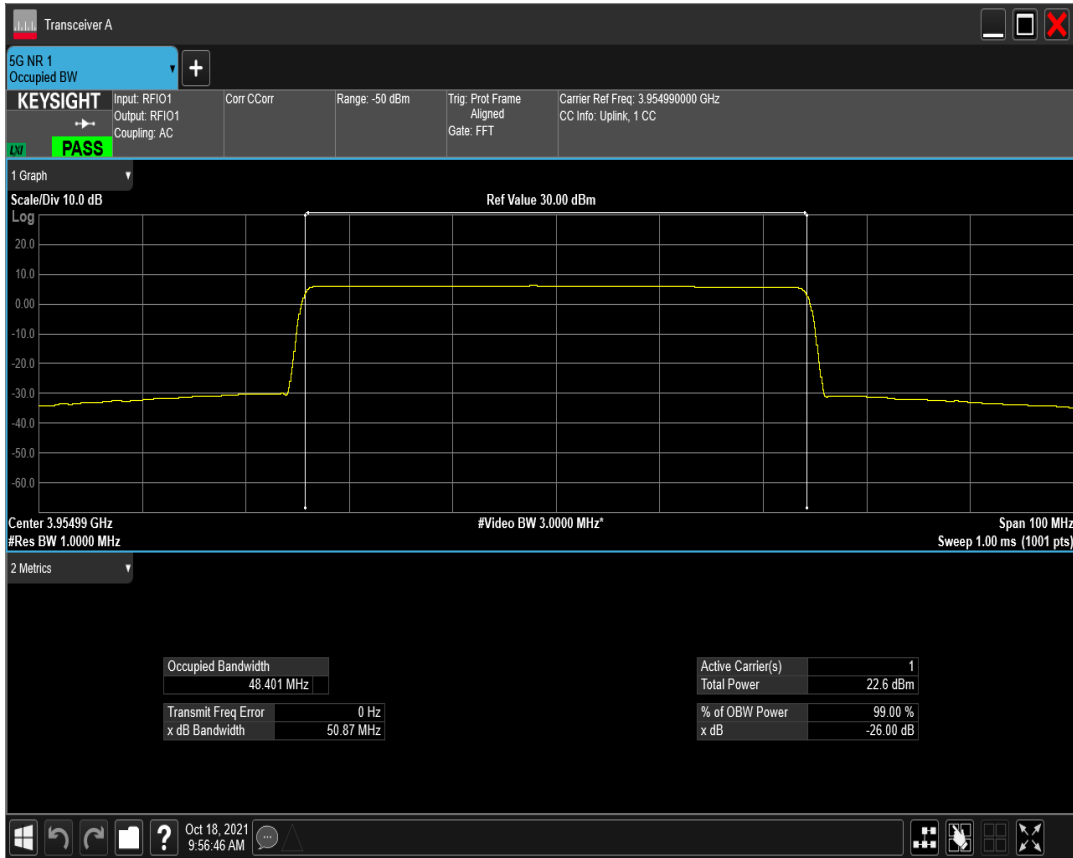 Transceiver A
5G NR 1
Occupied BW
KEYSIGHT
LXI
PASS
Input: RFIO1
Output: RFIO1
Coupling: AC
Corr CCorr
Range: -50 dBm
Trig: Prot Frame
Aligned
Gate: FFT
Carrier Ref Freq: 3.954990000 GHz
CC Info: Uplink, 1 CC
1 Graph
Scale/Div 10.0 dB
Ref Value 30.00 dBm
Log
20.0
10.0
0.00
-10.0
-20.0
-30.0
-40.0
-50.0
-60.0
Center 3.95499 GHz
#Video BW 3.0000 MHz*
Span 100 MHz
#Res BW 1.0000 MHz
Sweep 1.00 ms (1001 pts)
2 Metrics
Occupied Bandwidth
48.401 MHz
Transmit Freq Error 0 Hz
x dB Bandwidth 50.87 MHz
Active Carrier(s) 1
Total Power 22.6 dBm
% of OBW Power 99.00 %
x dB -26.00 dB
?
Oct 18, 2021
9:56:46 AM